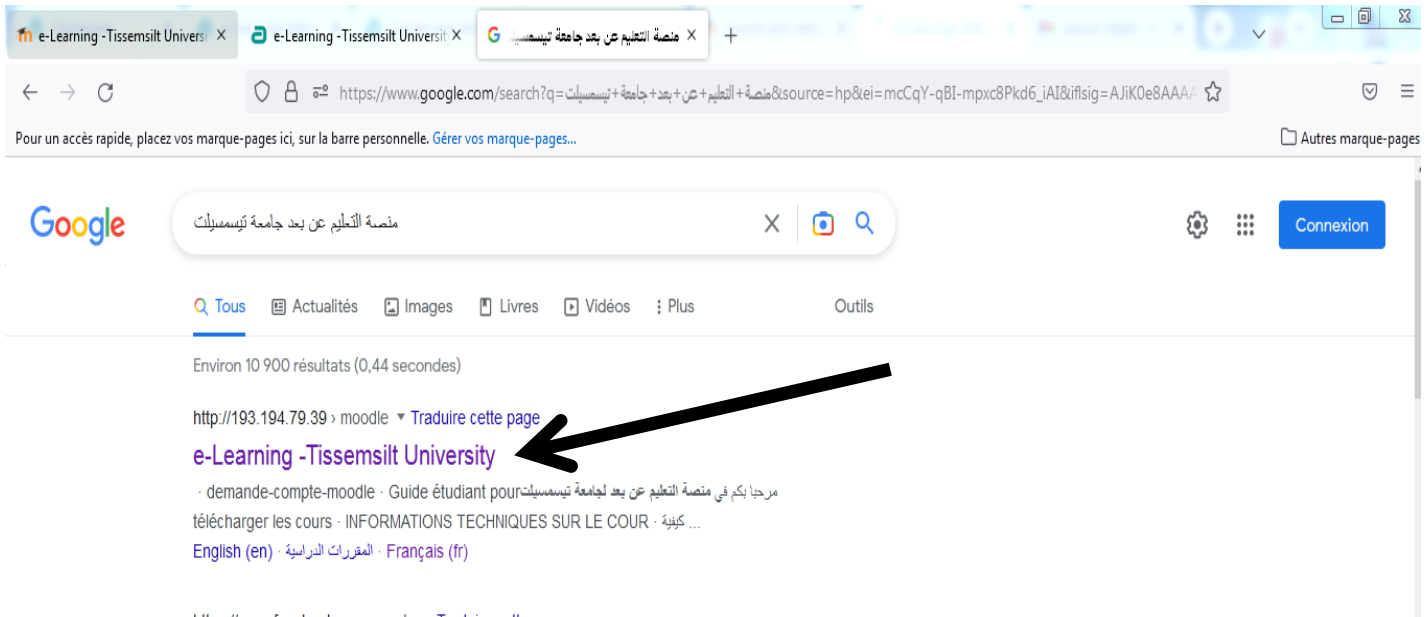 e-Learning -Tissemsilt Universi
e-Learning -Tissemsilt Universit
منصة التعليم عن بعد جامعة تيسمسيل
https://www.google.com/search?q=منصة+التعليم+عن+بعد+جامعة+تيسمسيلت&source=hp&ei=mcCqY-qBI-mpxc8Pkd6_iAI&iflsig=AJiK0e8AAAA
Pour un accès rapide, placez vos marque-pages ici, sur la barre personnelle. Gérer vos marque-pages...
Autres marque-pages
Google
منصة التعليم عن بعد جامعة تيسمسيلت
Connexion
Tous Actualités Images Livres Vidéos Plus Outils
Environ 10 900 résultats (0,44 secondes)
http://193.194.79.39 › moodle Traduire cette page
e-Learning -Tissemsilt University
· demande-compte-moodle · Guide étudiant pour مرحبا بكم في منصة التعليم عن بعد لجامعة تيسمسيلت
télécharger les cours · INFORMATIONS TECHNIQUES SUR LE COUR · كيفية ...
English (en) · المقررات الدراسية · Français (fr)